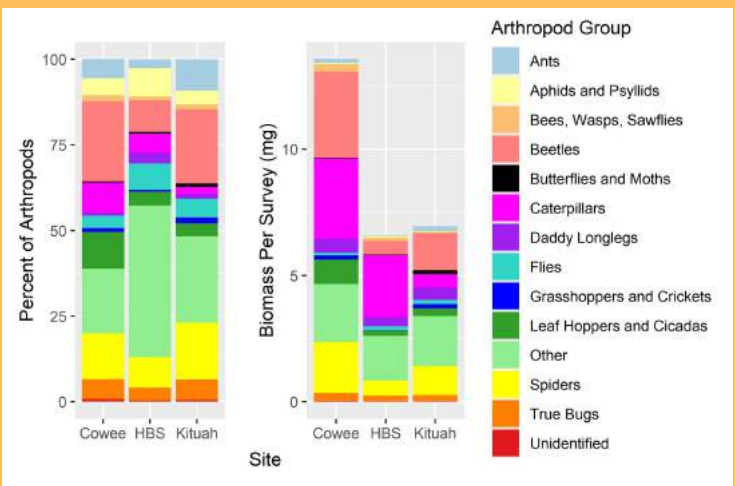 Percent of Arthropods
100
75
50
25
0
Cowee HBS Kituah
Biomass Per Survey (mg)
10
5
0
Cowee HBS Kituah
Site
Arthropod Group
Ants
Aphids and Psyllids
Bees, Wasps, Sawflies
Beetles
Butterflies and Moths
Caterpillars
Daddy Longlegs
Flies
Grasshoppers and Crickets
Leaf Hoppers and Cicadas
Other
Spiders
True Bugs
Unidentified